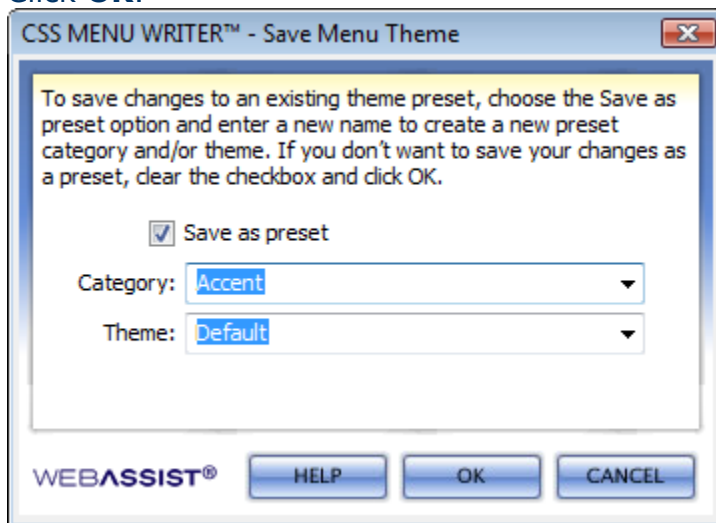 Click OK.
CSS MENU WRITER™ - Save Menu Theme
To save changes to an existing theme preset, choose the Save as
preset option and enter a new name to create a new preset
category and/or theme. If you don't want to save your changes as
a preset, clear the checkbox and click OK.
Save as preset
Category: Accent
Theme: Default
WEBASSIST® HELP OK CANCEL